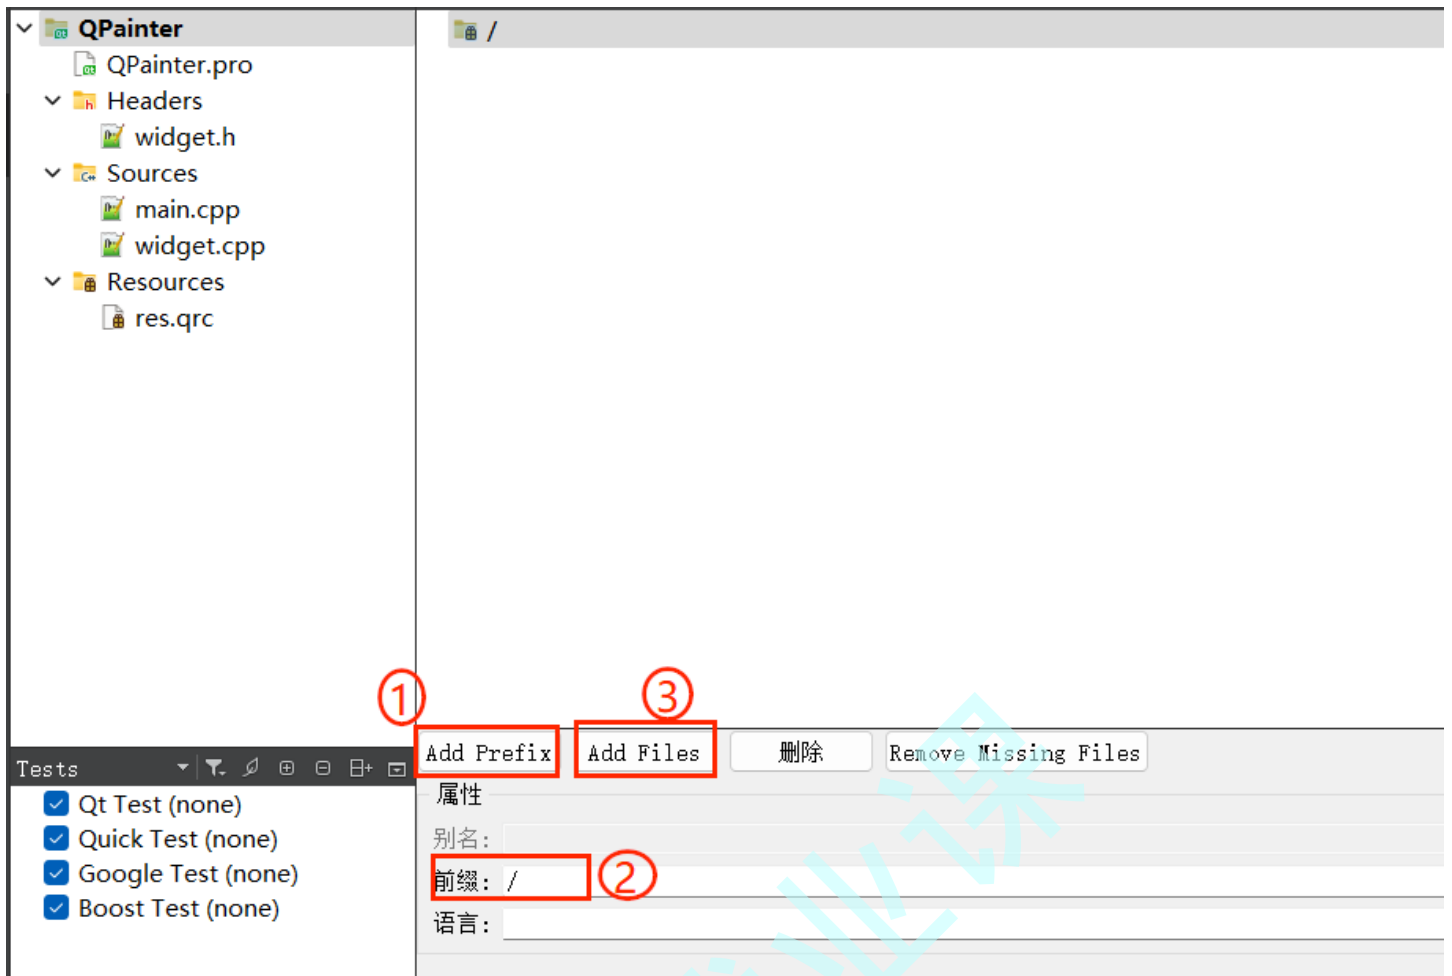 QPainter
QPainter.pro
Headers
widget.h
Sources
main.cpp
widget.cpp
Resources
res.qrc
/
①
③
Add Prefix
Add Files
删除
Remove Missing Files
属性
别名:
前缀: /
②
语言:
Tests
Qt Test (none)
Quick Test (none)
Google Test (none)
Boost Test (none)
业课